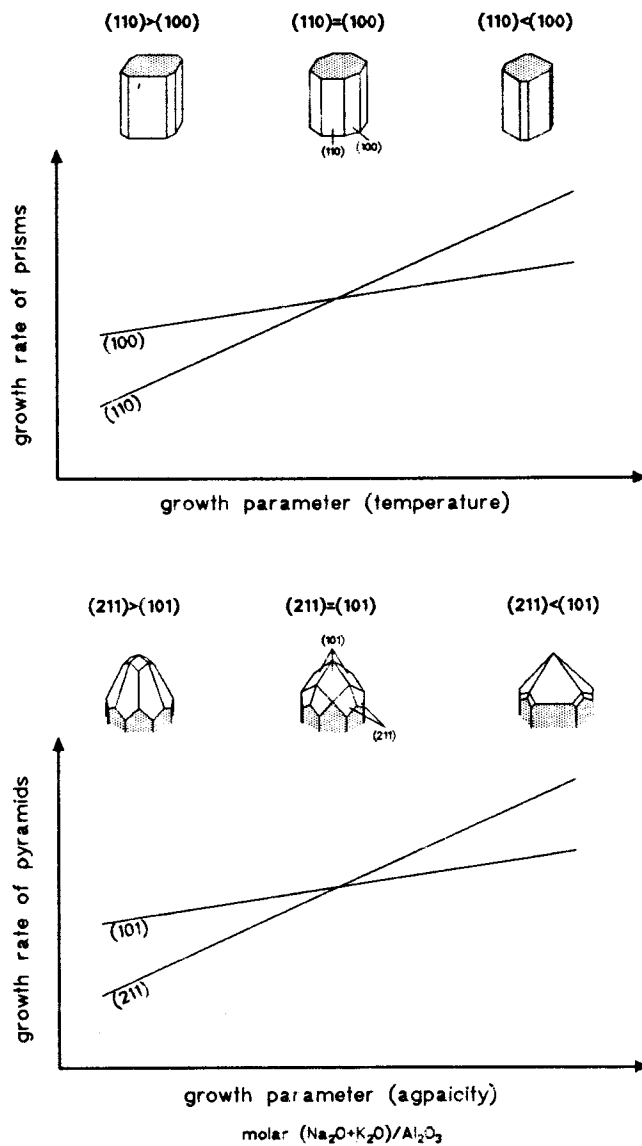 (110)>(100) (110)=(100) (110)<(100)
(110) (100)
growth rate of prisms
(100)
(110)
growth parameter (temperature)
(211)>(101) (211)=(101) (211)<(101)
(101)
(211)
growth rate of pyramids
(101)
(211)
growth parameter (agpaicity)
molar (Na₂O+K₂O)/Al₂O₃